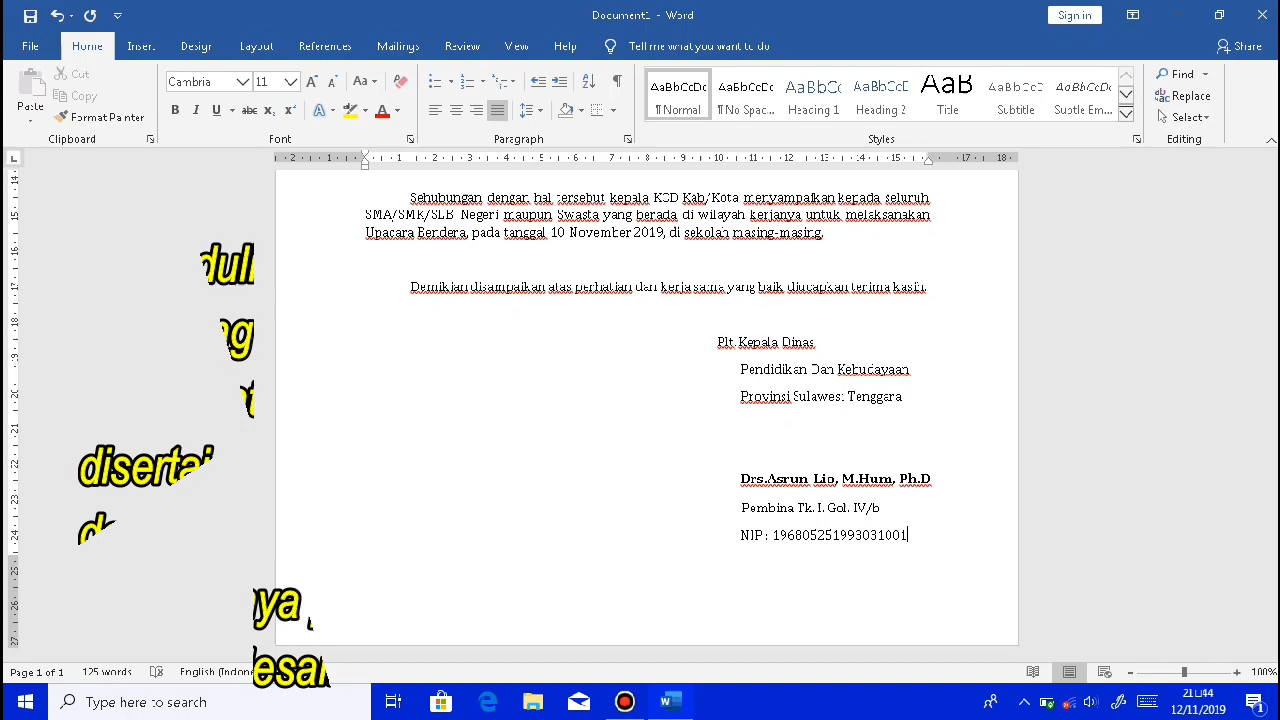 Document1 - Word
Sign in
File Home Insert Design Layout References Mailings Review View Help Tell me what you want to do Share
Paste
Cut
Copy
Format Painter
Clipboard
Cambria 11
Font
Paragraph
AaBbCcDc AaBbCcDc AaBbC AaBbCcD AaB AaBbCcD AaBbCcDc
¶ Normal ¶ No Spac... Heading 1 Heading 2 Title Subtitle Subtle Em...
Styles
Find
Replace
Select
Editing
Sehubungan dengan hal tersebut kepala KCD Kab/Kota menyampaikan kepada seluruh
SMA/SMK/SLB Negeri maupun Swasta yang berada di wilayah kerjanya untuk melaksanakan
Upacara Bendera, pada tanggal 10 November 2019, di sekolah masing-masing.
Demikian disampaikan atas perhatian dan kerja sama yang baik diucapkan terima kasih.
Plt. Kepala Dinas
Pendidikan Dan Kebudayaan
Provinsi Sulawesi Tenggara
Drs.Asrun Lio, M.Hum, Ph.D
Pembina Tk. I. Gol. IV/b
NIP : 196805251993031001
disertai
Page 1 of 1 125 words English (Indon 100%
Type here to search
21:44
12/11/2019